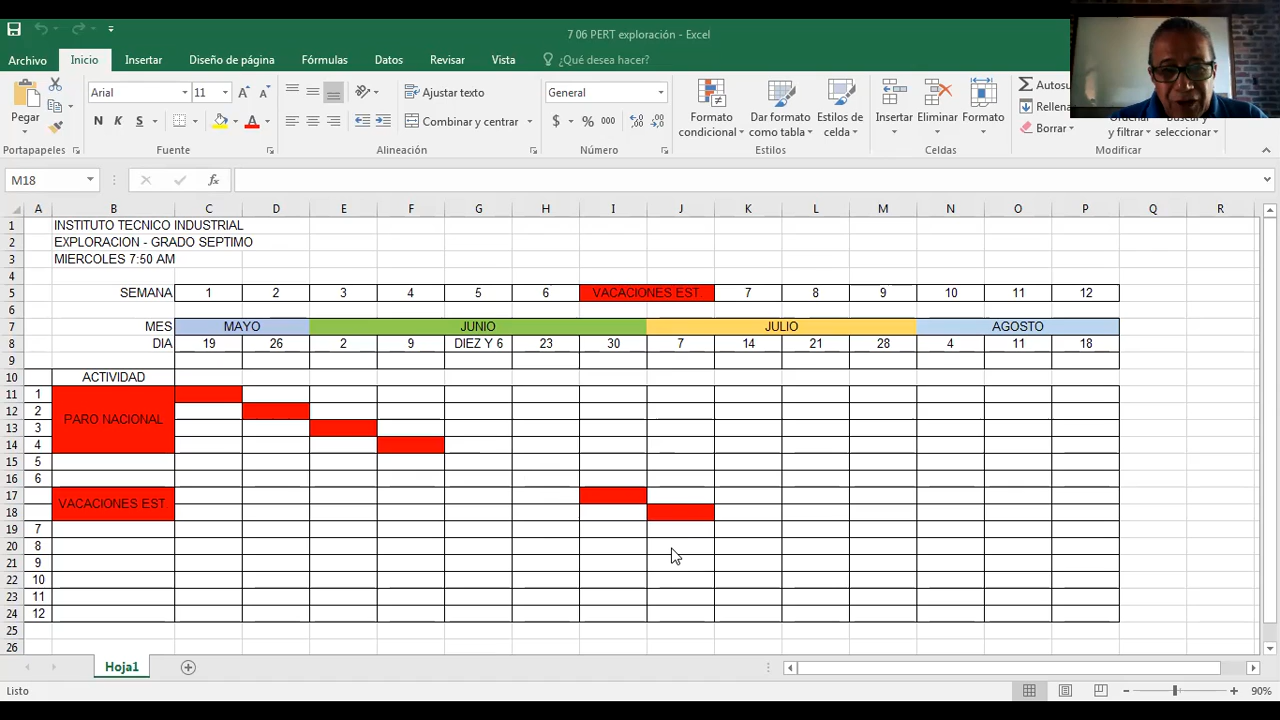 7 06 PERT exploración - Excel
Archivo Inicio Insertar Diseño de página Fórmulas Datos Revisar Vista ¿Qué desea hacer?
Pegar
Arial 11
N K S
Ajustar texto
Combinar y centrar
General
$ % 000
Formato condicional
Dar formato como tabla
Estilos de celda
Insertar Eliminar Formato
Autosu
Rellena
Borrar
Ordenar y filtrar
Buscar y seleccionar
Portapapeles Fuente Alineación Número Estilos Celdas Modificar
M18 fx
A B C D E F G H I J K L M N O P Q R
1 INSTITUTO TECNICO INDUSTRIAL
2 EXPLORACION - GRADO SEPTIMO
3 MIERCOLES 7:50 AM
4
5 SEMANA 1 2 3 4 5 6 VACACIONES EST. 7 8 9 10 11 12
6
7 MES MAYO JUNIO JULIO AGOSTO
8 DIA 19 26 2 9 DIEZ Y 6 23 30 7 14 21 28 4 11 18
9
10 ACTIVIDAD
11 1
12 2 PARO NACIONAL
13 3
14 4
15 5
16 6
17 VACACIONES EST
18
19 7
20 8
21 9
22 10
23 11
24 12
25
26
Hoja1
Listo 90%